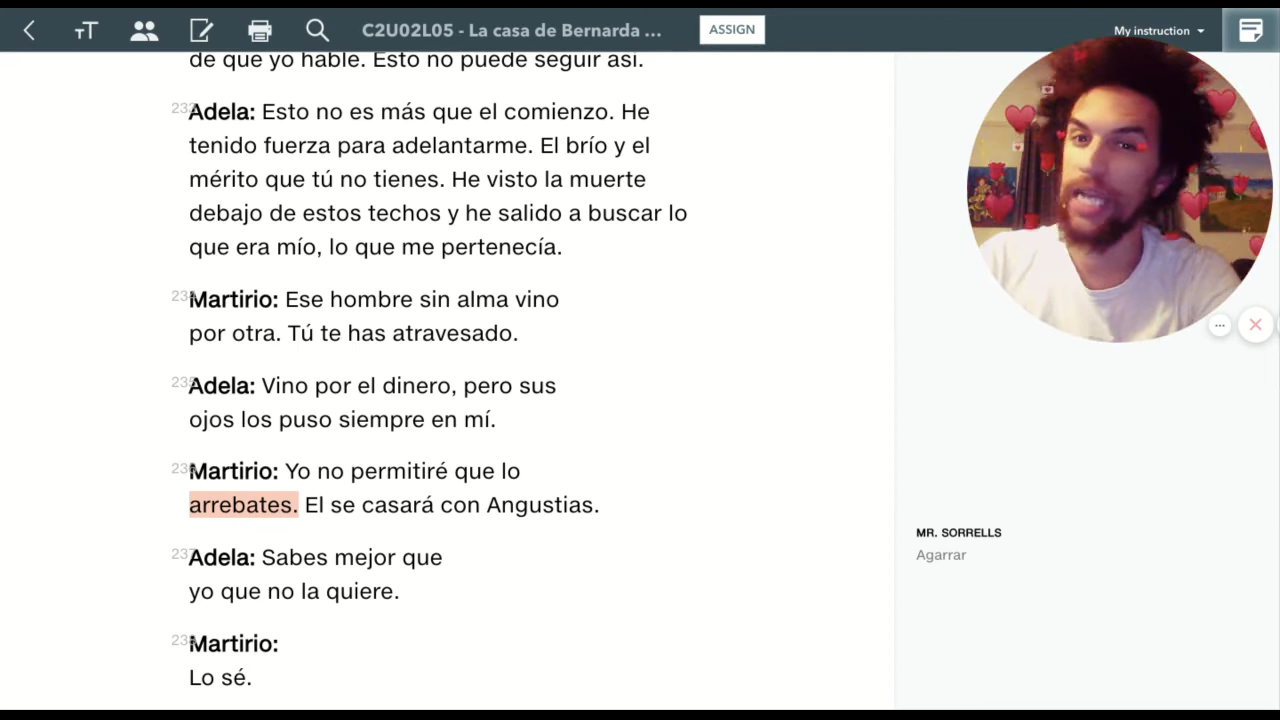 C2U02L05 - La casa de Bernarda ...
ASSIGN
My instruction
de que yo hable. Esto no puede seguir así.
Adela: Esto no es más que el comienzo. He
tenido fuerza para adelantarme. El brío y el
mérito que tú no tienes. He visto la muerte
debajo de estos techos y he salido a buscar lo
que era mío, lo que me pertenecía.
234 Martirio: Ese hombre sin alma vino
por otra. Tú te has atravesado.
235 Adela: Vino por el dinero, pero sus
ojos los puso siempre en mí.
236 Martirio: Yo no permitiré que lo
arrebates. El se casará con Angustias.
237 Adela: Sabes mejor que
yo que no la quiere.
238 Martirio:
Lo sé.
MR. SORRELLS
Agarrar